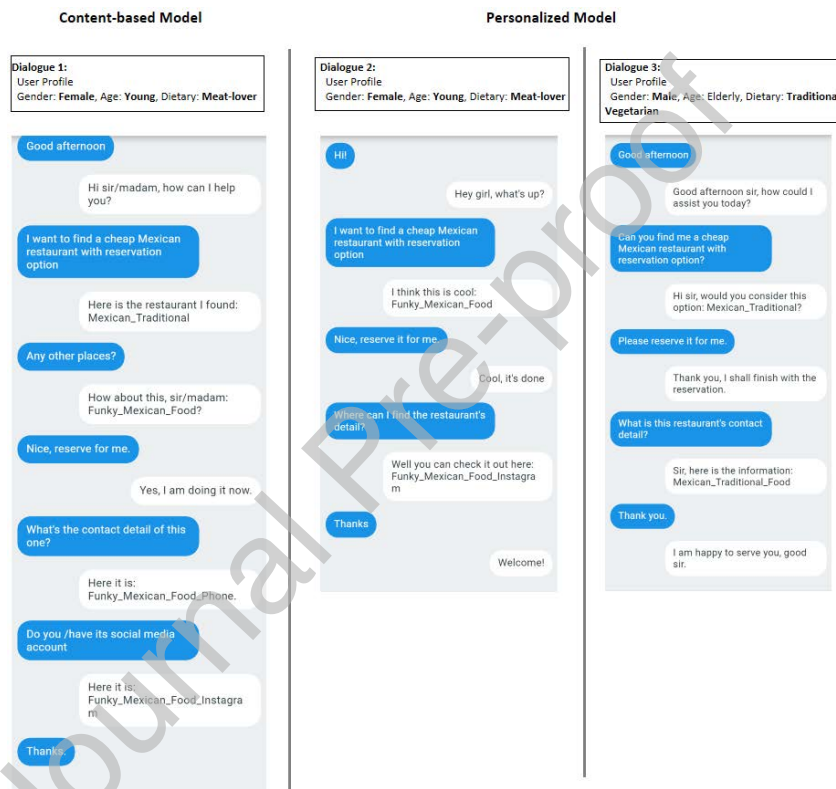 Content-based Model
Personalized Model
Dialogue 1:
User Profile
Gender: Female, Age: Young, Dietary: Meat-lover
Good afternoon
Hi sir/madam, how can I help
you?
I want to find a cheap Mexican
restaurant with reservation
option
Here is the restaurant I found:
Mexican_Traditional
Any other places?
How about this, sir/madam:
Funky_Mexican_Food?
Nice, reserve for me.
Yes, I am doing it now.
What's the contact detail of this
one?
Here it is:
Funky_Mexican_Food_Phone.
Do you /have its social media
account
Here it is:
Funky_Mexican_Food_Instagra
m
Thanks.
Dialogue 2:
User Profile
Gender: Female, Age: Young, Dietary: Meat-lover
Hi!
Hey girl, what's up?
I want to find a cheap Mexican
restaurant with reservation
option
I think this is cool:
Funky_Mexican_Food
Nice, reserve it for me.
Cool, it's done
Where can I find the restaurant's
detail?
Well you can check it out here:
Funky_Mexican_Food_Instagra
m
Thanks
Welcome!
Dialogue 3:
User Profile
Gender: Male, Age: Elderly, Dietary: Traditiona
Vegetarian
Good afternoon
Good afternoon sir, how could I
assist you today?
Can you find me a cheap
Mexican restaurant with
reservation option?
Hi sir, would you consider this
option: Mexican_Traditional?
Please reserve it for me.
Thank you, I shall finish with the
reservation.
What is this restaurant's contact
detail?
Sir, here is the information:
Mexican_Traditional_Food
Thank you.
I am happy to serve you, good
sir.
Journal Pre-proof